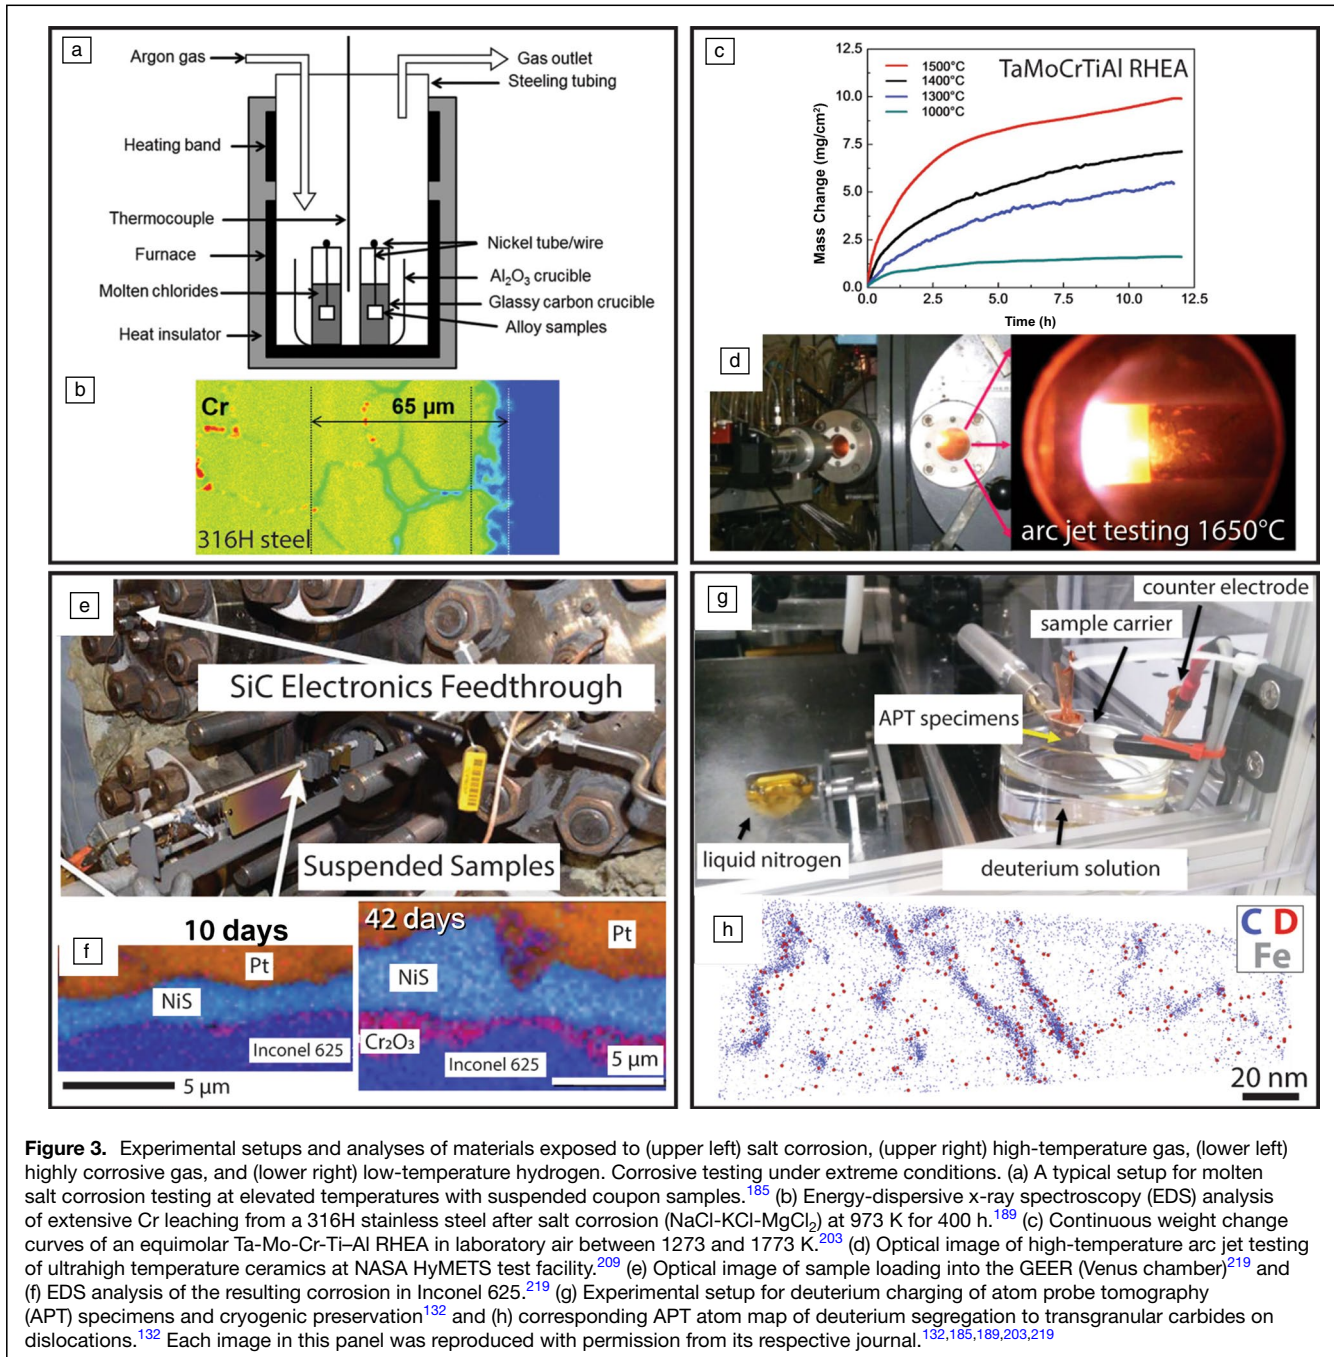 a
Argon gas
Gas outlet
Steeling tubing
Heating band
Thermocouple
Furnace
Nickel tube/wire
Al₂O₃ crucible
Molten chlorides
Glassy carbon crucible
Alloy samples
Heat insulator
b
Cr
65 µm
316H steel
c
12.5
10.0
7.5
5.0
2.5
0.0
Mass Change (mg/cm²)
1500°C
1400°C
1300°C
1000°C
TaMoCrTiAl RHEA
0.0 2.5 5.0 7.5 10.0 12.5
Time (h)
d
arc jet testing 1650°C
e
SiC Electronics Feedthrough
Suspended Samples
f
10 days
Pt
NiS
Inconel 625
5 µm
42 days
Pt
NiS
Cr₂O₃
Inconel 625
5 µm
g
counter electrode
sample carrier
APT specimens
liquid nitrogen
deuterium solution
h
C D
Fe
20 nm
Figure 3. Experimental setups and analyses of materials exposed to (upper left) salt corrosion, (upper right) high-temperature gas, (lower left)
highly corrosive gas, and (lower right) low-temperature hydrogen. Corrosive testing under extreme conditions. (a) A typical setup for molten
salt corrosion testing at elevated temperatures with suspended coupon samples.185 (b) Energy-dispersive x-ray spectroscopy (EDS) analysis
of extensive Cr leaching from a 316H stainless steel after salt corrosion (NaCl-KCl-MgCl₂) at 973 K for 400 h.189 (c) Continuous weight change
curves of an equimolar Ta-Mo-Cr-Ti–Al RHEA in laboratory air between 1273 and 1773 K.203 (d) Optical image of high-temperature arc jet testing
of ultrahigh temperature ceramics at NASA HyMETS test facility.209 (e) Optical image of sample loading into the GEER (Venus chamber)219 and
(f) EDS analysis of the resulting corrosion in Inconel 625.219 (g) Experimental setup for deuterium charging of atom probe tomography
(APT) specimens and cryogenic preservation132 and (h) corresponding APT atom map of deuterium segregation to transgranular carbides on
dislocations.132 Each image in this panel was reproduced with permission from its respective journal.132,185,189,203,219